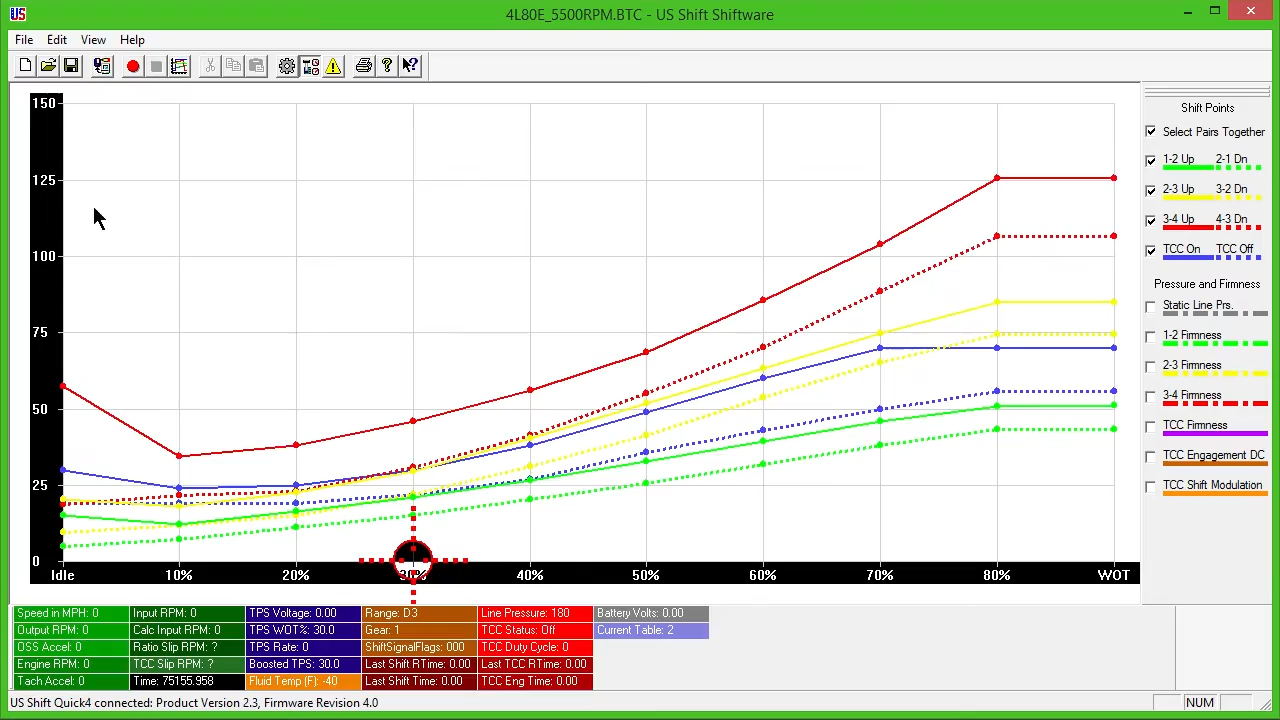 US 4L80E_5500RPM.BTC - US Shift Shiftware
File Edit View Help
150
125
100
75
50
25
0
Idle 10% 20% 30% 40% 50% 60% 70% 80% WOT
Shift Points
Select Pairs Together
1-2 Up 2-1 Dn
2-3 Up 3-2 Dn
3-4 Up 4-3 Dn
TCC On TCC Off
Pressure and Firmness
Static Line Prs.
1-2 Firmness
2-3 Firmness
3-4 Firmness
TCC Firmness
TCC Engagement DC
TCC Shift Modulation
Speed in MPH: 0 Input RPM: 0 TPS Voltage: 0.00 Range: D3 Line Pressure: 180 Battery Volts: 0.00
Output RPM: 0 Calc Input RPM: 0 TPS WOT%: 30.0 Gear: 1 TCC Status: Off Current Table: 2
OSS Accel: 0 Ratio Slip RPM: ? TPS Rate: 0 ShiftSignalFlags: 000 TCC Duty Cycle: 0
Engine RPM: 0 TCC Slip RPM: ? Boosted TPS: 30.0 Last Shift RTime: 0.00 Last TCC RTime: 0.00
Tach Accel: 0 Time: 75155.958 Fluid Temp (F): -40 Last Shift Time: 0.00 TCC Eng Time: 0.00
US Shift Quick4 connected: Product Version 2.3, Firmware Revision 4.0 NUM